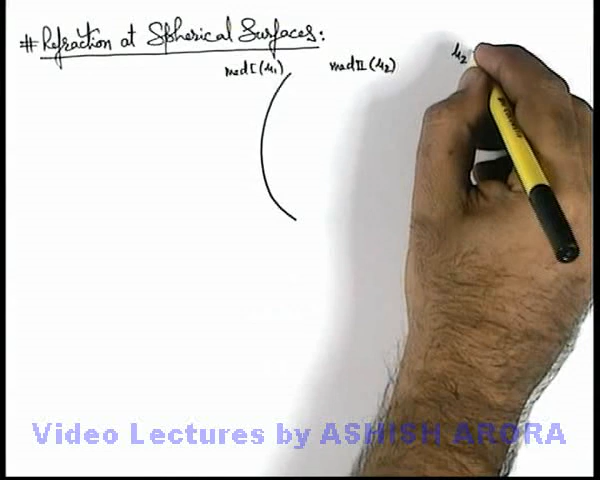 # Refraction at Spherical Surfaces:
med I (μ₁) med II (μ₂) μ₂
Video Lectures by ASHISH ARORA